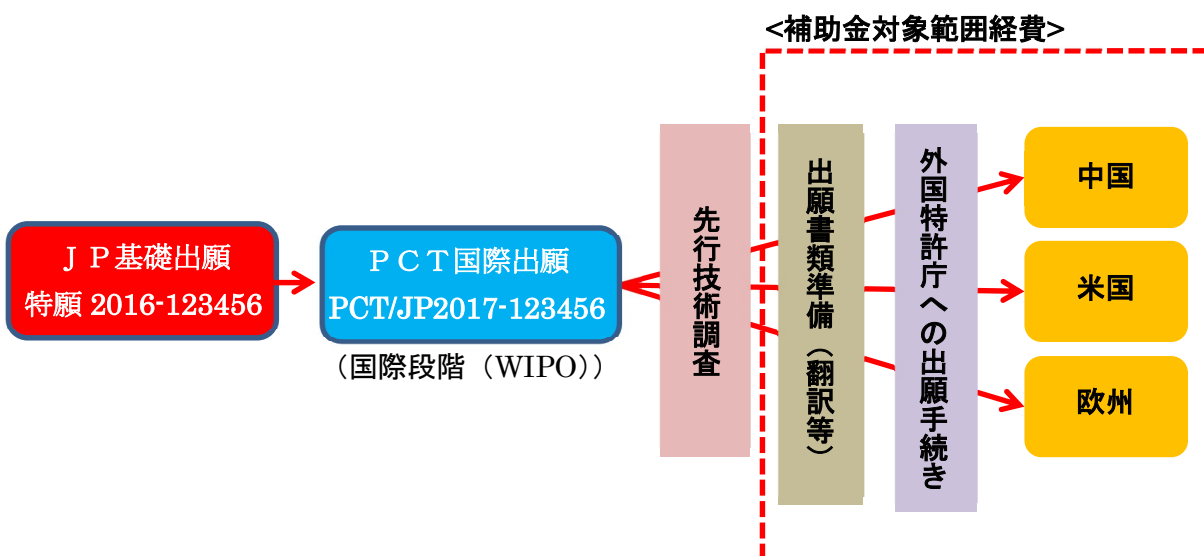 <補助金対象範囲経費>
ＪＰ基礎出願
特願 2016-123456
ＰＣＴ国際出願
PCT/JP2017-123456
（国際段階（WIPO））
先行技術調査
出願書類準備（翻訳等）
外国特許庁への出願手続き
中国
米国
欧州